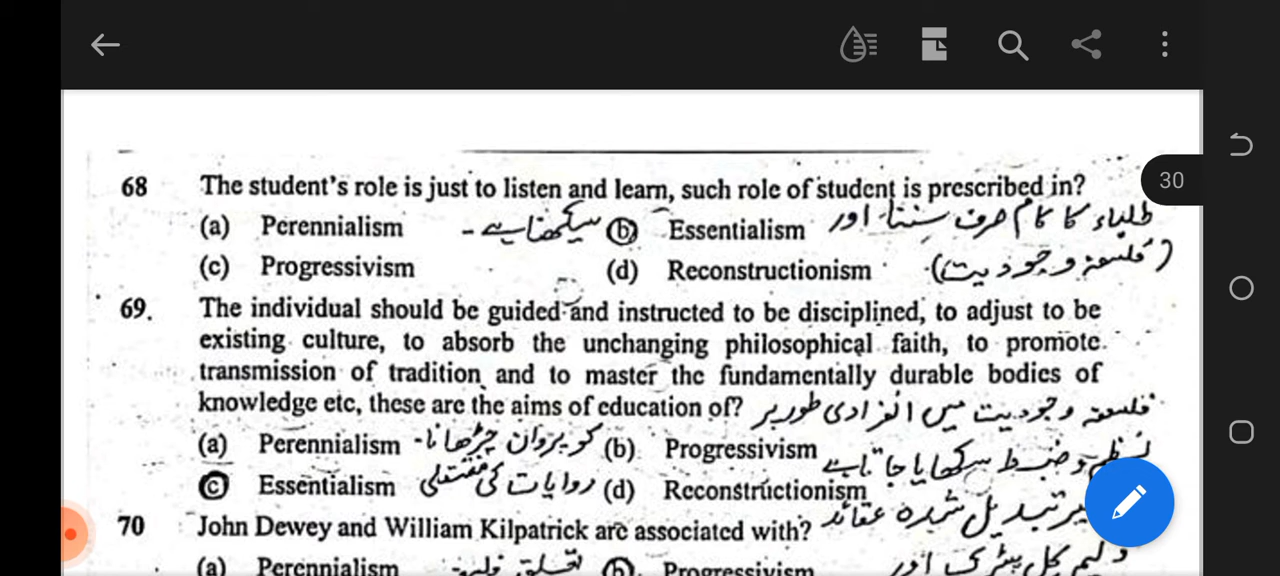 30
68 The student's role is just to listen and learn, such role of student is prescribed in?
طلباء کا کام صرف سننا اور
(a) Perennialism سیکھنا ہے - (b) Essentialism
(c) Progressivism (d) Reconstructionism (فلسفہ وجودیت)
69. The individual should be guided and instructed to be disciplined, to adjust to be
existing culture, to absorb the unchanging philosophical faith, to promote
transmission of tradition and to master the fundamentally durable bodies of
knowledge etc, these are the aims of education of? فلسفہ وجودیت میں انفرادی طور پر
(a) Perennialism کو پروان چڑھانا - (b) Progressivism نظم و ضبط سکھایا جاتا ہے
(c) Essentialism روایات کی منتقلی (d) Reconstructionism
تبدیل شدہ عقائد
70 John Dewey and William Kilpatrick are associated with?
(a) Perennialism (b) Progressivism